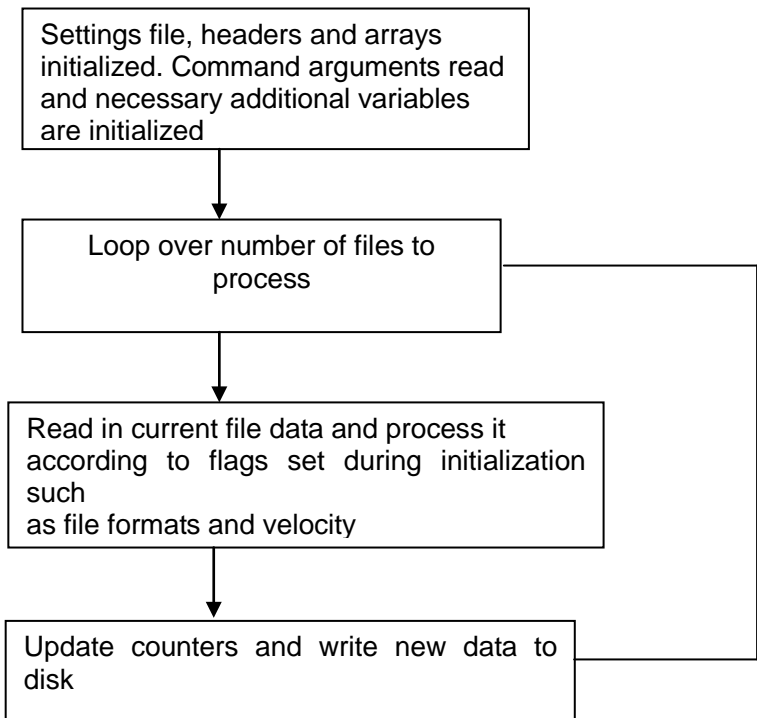 Settings file, headers and arrays
initialized. Command arguments read
and necessary additional variables
are initialized
Loop over number of files to
process
Read in current file data and process it
according to flags set during initialization
such
as file formats and velocity
Update counters and write new data to
disk